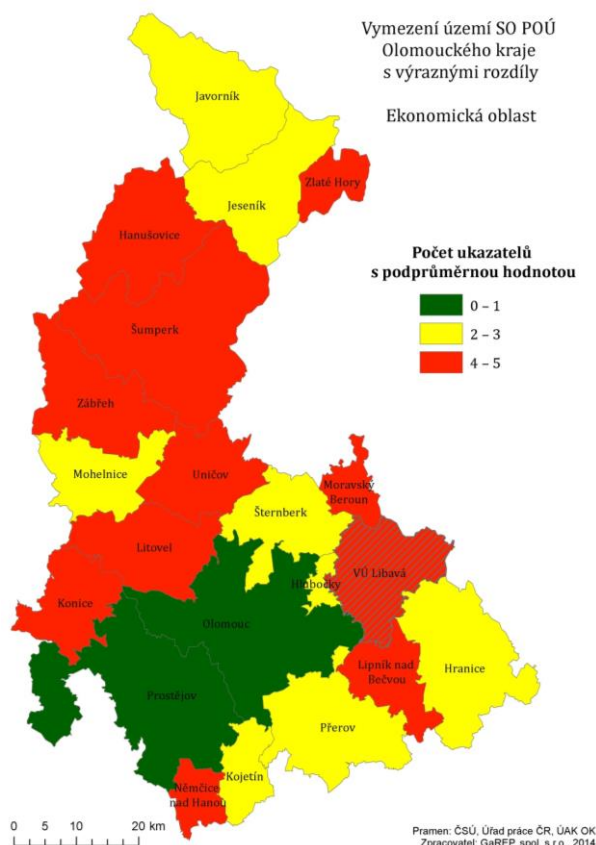 Vymezení území SO POÚ
Olomouckého kraje
s výraznými rozdíly
Ekonomická oblast
Javorník
Zlaté Hory
Jeseník
Hanušovice
Počet ukazatelů
s podprůměrnou hodnotou
0 – 1
2 – 3
4 – 5
Šumperk
Zábřeh
Mohelnice
Uničov
Moravský
Beroun
Šternberk
Litovel
VÚ Libavá
Hlubočky
Konice
Olomouc
Lipník nad
Bečvou
Hranice
Prostějov
Přerov
Kojetín
Němčice
nad Hanou
0 5 10 20 km
Pramen: ČSÚ, Úřad práce ČR, ÚAK OK
Zpracovatel: GaREP, spol. s r.o., 2014